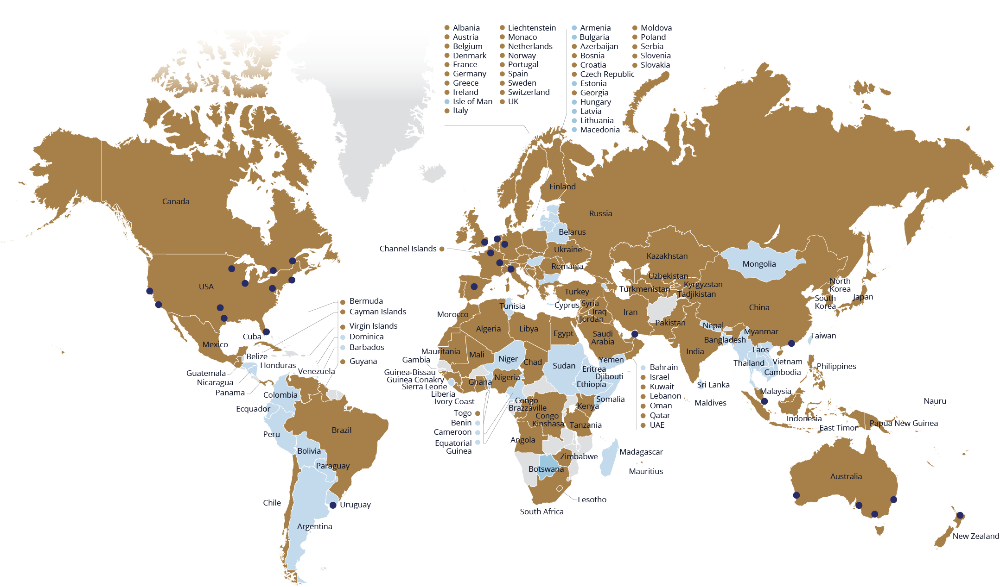 Albania
Austria
Belgium
Denmark
France
Germany
Greece
Ireland
Isle of Man
Italy
Liechtenstein
Monaco
Netherlands
Norway
Portugal
Spain
Sweden
Switzerland
UK
Armenia
Bulgaria
Azerbaijan
Bosnia
Croatia
Czech Republic
Estonia
Georgia
Hungary
Latvia
Lithuania
Macedonia
Moldova
Poland
Serbia
Slovenia
Slovakia
Canada
USA
Mexico
Cuba
Belize
Honduras
Guatemala
Nicaragua
Panama
Bermuda
Cayman Islands
Virgin Islands
Dominica
Barbados
Guyana
Venezuela
Colombia
Ecquador
Peru
Brazil
Bolivia
Paraguay
Chile
Uruguay
Argentina
Channel Islands
Finland
Russia
Belarus
Ukraine
Romania
Kazakhstan
Uzbekistan
Kyrgyzstan
Turkmenistan
Tadjikistan
Mongolia
China
North
Korea
South
Korea
Japan
Turkey
Cyprus
Syria
Iraq
Jordan
Iran
Pakistan
Nepal
Myanmar
Bangladesh
India
Taiwan
Laos
Thailand
Vietnam
Cambodia
Philippines
Sri Lanka
Maldives
Malaysia
Indonesia
East Timor
Papua New Guinea
Nauru
Tunisia
Morocco
Algeria
Libya
Egypt
Saudi
Arabia
Yemen
Mauritania
Mali
Niger
Chad
Sudan
Eritrea
Djibouti
Ethiopia
Somalia
Gambia
Guinea-Bissau
Guinea Conakry
Sierra Leone
Liberia
Ivory Coast
Ghana
Nigeria
Togo
Benin
Cameroon
Equatorial
Guinea
Congo
Brazzaville
Congo
Kinshasa
Kenya
Tanzania
Angola
Zimbabwe
Botswana
Madagascar
Mauritius
Lesotho
South Africa
Bahrain
Israel
Kuwait
Lebanon
Oman
Qatar
UAE
Australia
New Zealand